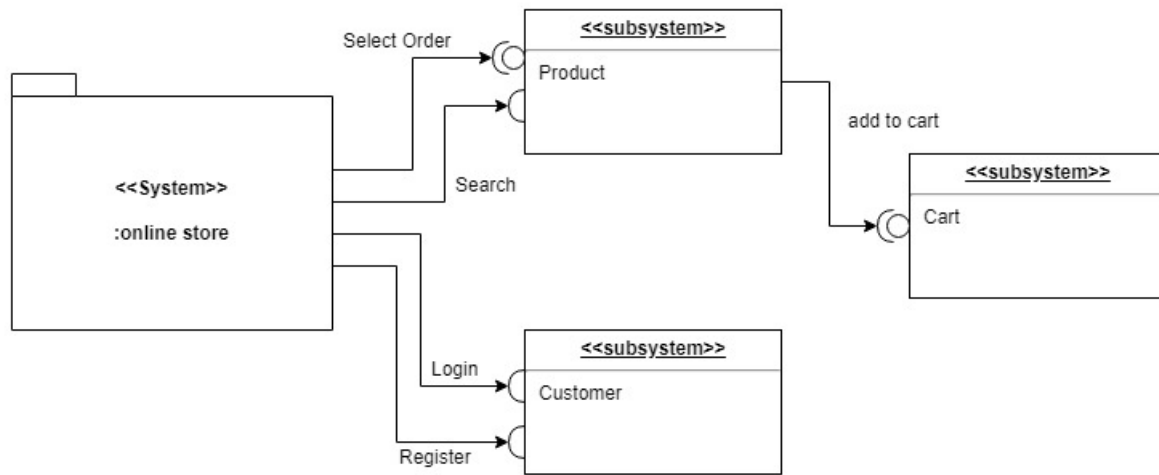 <<subsystem>>
Select Order
Product
add to cart
<<System>>
:online store
Search
<<subsystem>>
Cart
<<subsystem>>
Login
Customer
Register